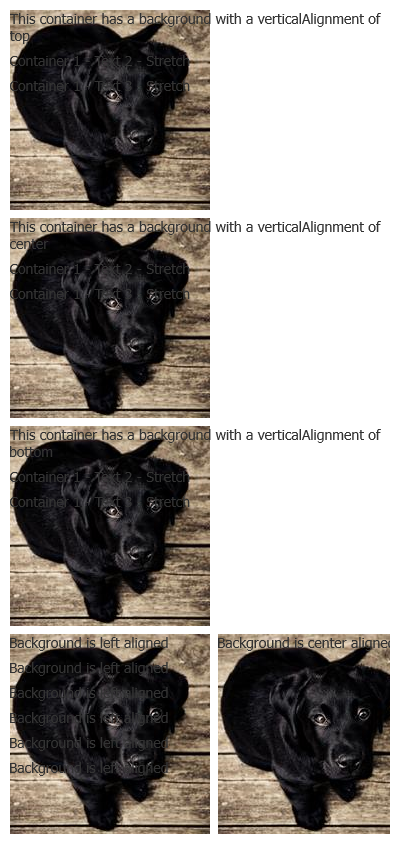 This container has a background with a verticalAlignment of
top
Container 1 - Text 2 - Stretch
Container 1 - Text 3 - Stretch
This container has a background with a verticalAlignment of
center
Container 1 - Text 2 - Stretch
Container 1 - Text 3 - Stretch
This container has a background with a verticalAlignment of
bottom
Container 1 - Text 2 - Stretch
Container 1 - Text 3 - Stretch
Background is left aligned
Background is left aligned
Background is left aligned
Background is left aligned
Background is left aligned
Background is left aligned
Background is center aligne